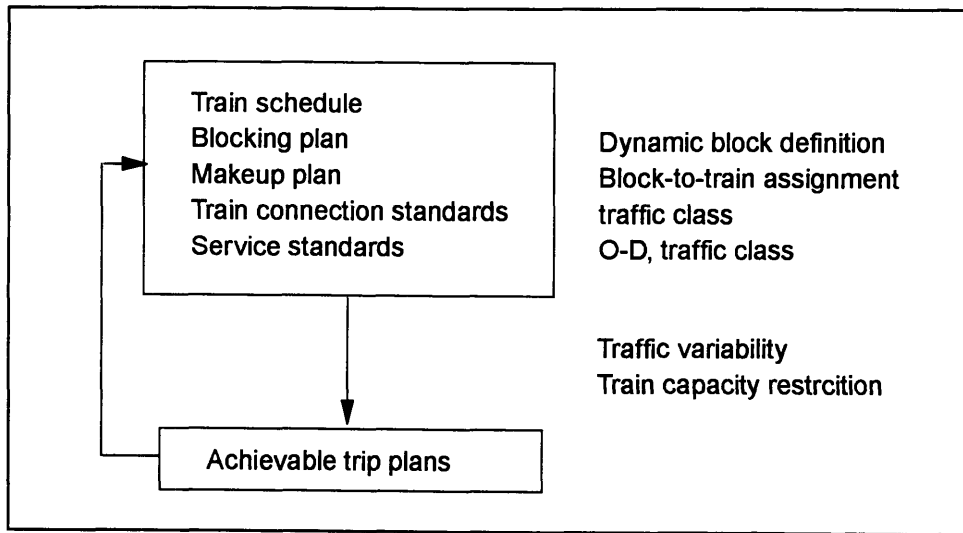 Train schedule
Blocking plan
Makeup plan
Train connection standards
Service standards
Dynamic block definition
Block-to-train assignment
traffic class
O-D, traffic class
Traffic variability
Train capacity restrcition
Achievable trip plans